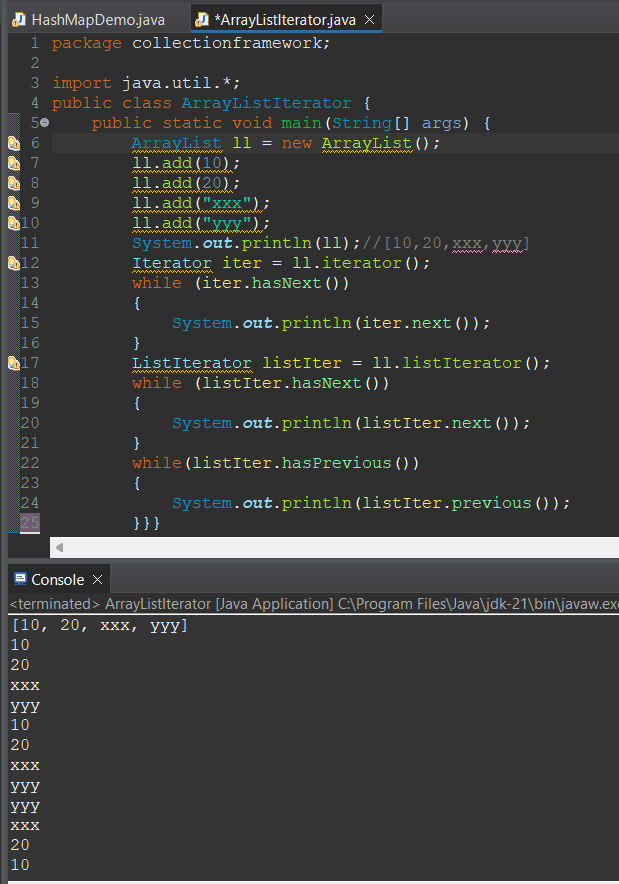 HashMapDemo.java *ArrayListIterator.java
1 package collectionframework;
2
3 import java.util.*;
4 public class ArrayListIterator {
5 public static void main(String[] args) {
6 ArrayList ll = new ArrayList();
7 ll.add(10);
8 ll.add(20);
9 ll.add("xxx");
10 ll.add("yyy");
11 System.out.println(ll);//[10,20,xxx,yyy]
12 Iterator iter = ll.iterator();
13 while (iter.hasNext())
14 {
15 System.out.println(iter.next());
16 }
17 ListIterator listIter = ll.listIterator();
18 while (listIter.hasNext())
19 {
20 System.out.println(listIter.next());
21 }
22 while(listIter.hasPrevious())
23 {
24 System.out.println(listIter.previous());
25 }}}
Console
<terminated> ArrayListIterator [Java Application] C:\Program Files\Java\jdk-21\bin\javaw.exe
[10, 20, xxx, yyy]
10
20
xxx
yyy
10
20
xxx
yyy
yyy
xxx
20
10